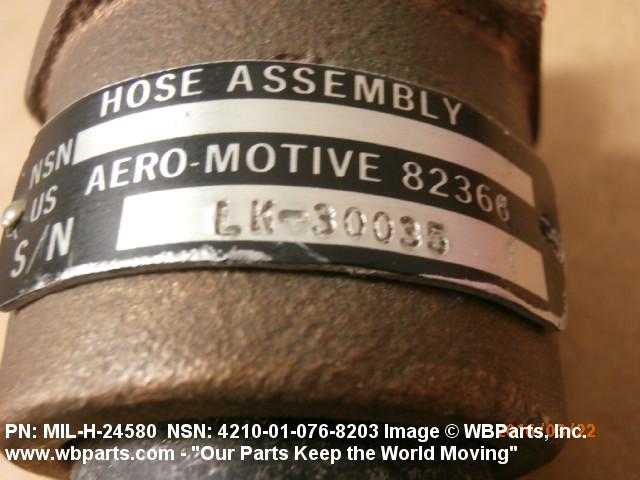 HOSE ASSEMBLY
NSN
US AERO-MOTIVE 82366
S/N LK-30035
PN: MIL-H-24580 NSN: 4210-01-076-8203 Image © WBParts, Inc.
www.wbparts.com - "Our Parts Keep the World Moving"